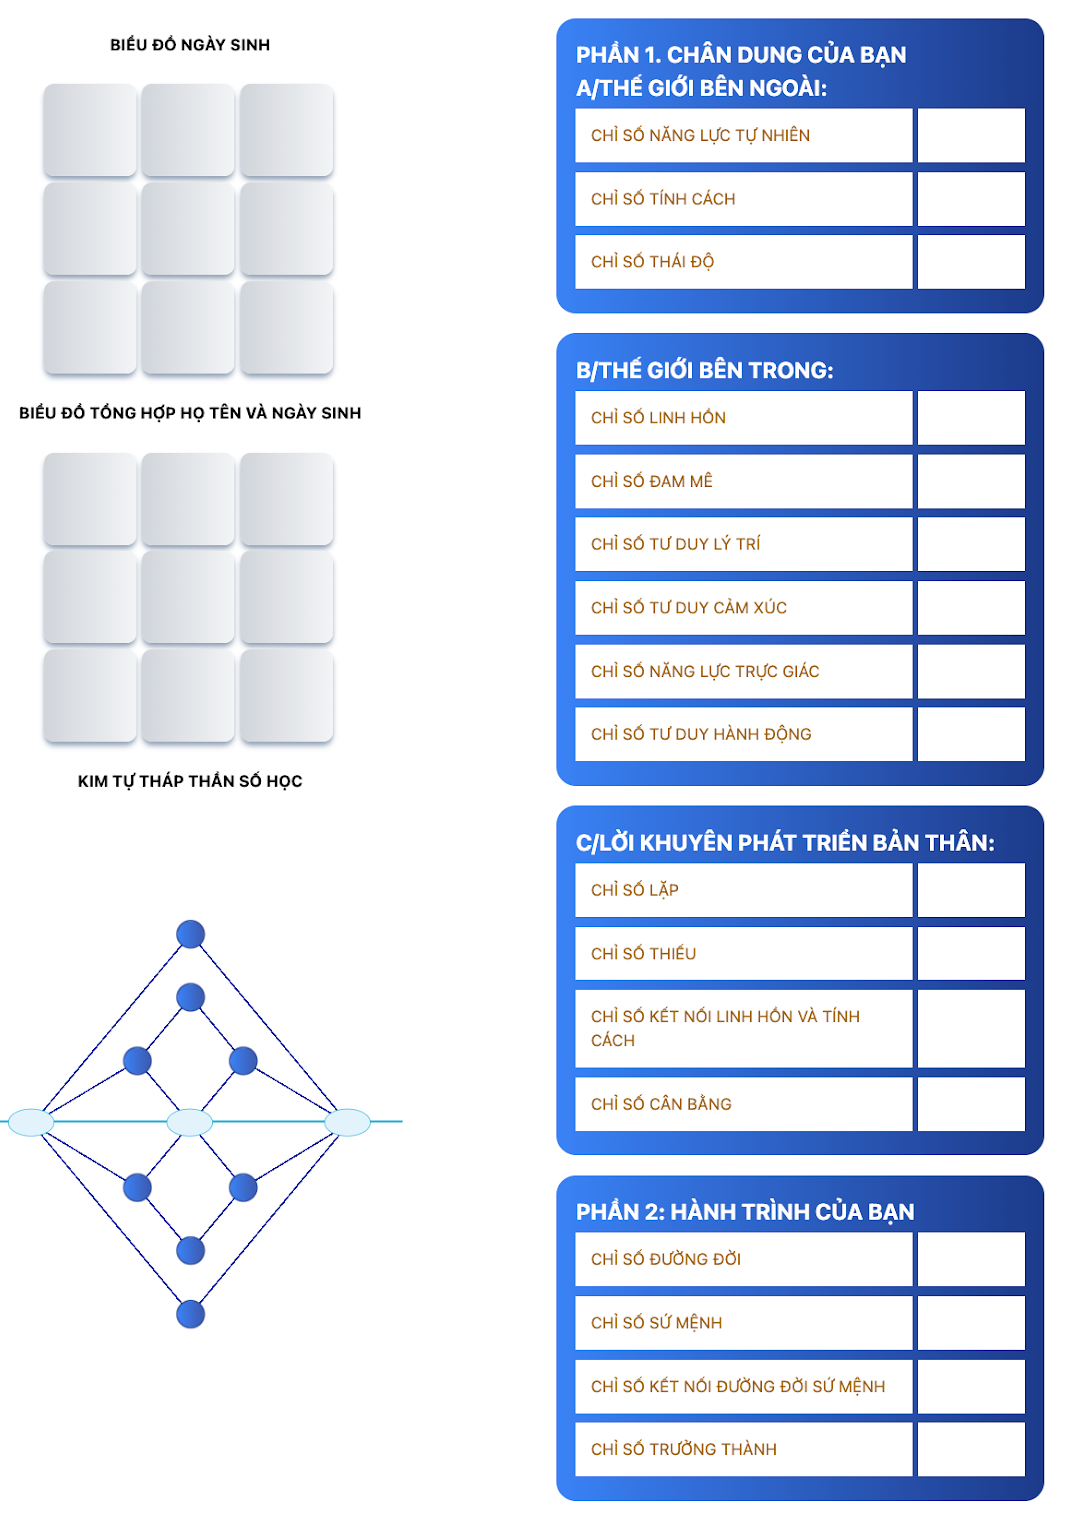 BIỂU ĐỒ NGÀY SINH
BIỂU ĐỒ TỔNG HỢP HỌ TÊN VÀ NGÀY SINH
KIM TỰ THÁP THẦN SỐ HỌC
PHẦN 1. CHÂN DUNG CỦA BẠN
A/THẾ GIỚI BÊN NGOÀI:
CHỈ SỐ NĂNG LỰC TỰ NHIÊN
CHỈ SỐ TÍNH CÁCH
CHỈ SỐ THÁI ĐỘ
B/THẾ GIỚI BÊN TRONG:
CHỈ SỐ LINH HỒN
CHỈ SỐ ĐAM MÊ
CHỈ SỐ TƯ DUY LÝ TRÍ
CHỈ SỐ TƯ DUY CẢM XÚC
CHỈ SỐ NĂNG LỰC TRỰC GIÁC
CHỈ SỐ TƯ DUY HÀNH ĐỘNG
C/LỜI KHUYÊN PHÁT TRIỂN BẢN THÂN:
CHỈ SỐ LẶP
CHỈ SỐ THIẾU
CHỈ SỐ KẾT NỐI LINH HỒN VÀ TÍNH
CÁCH
CHỈ SỐ CÂN BẰNG
PHẦN 2: HÀNH TRÌNH CỦA BẠN
CHỈ SỐ ĐƯỜNG ĐỜI
CHỈ SỐ SỨ MỆNH
CHỈ SỐ KẾT NỐI ĐƯỜNG ĐỜI SỨ MỆNH
CHỈ SỐ TRƯỞNG THÀNH